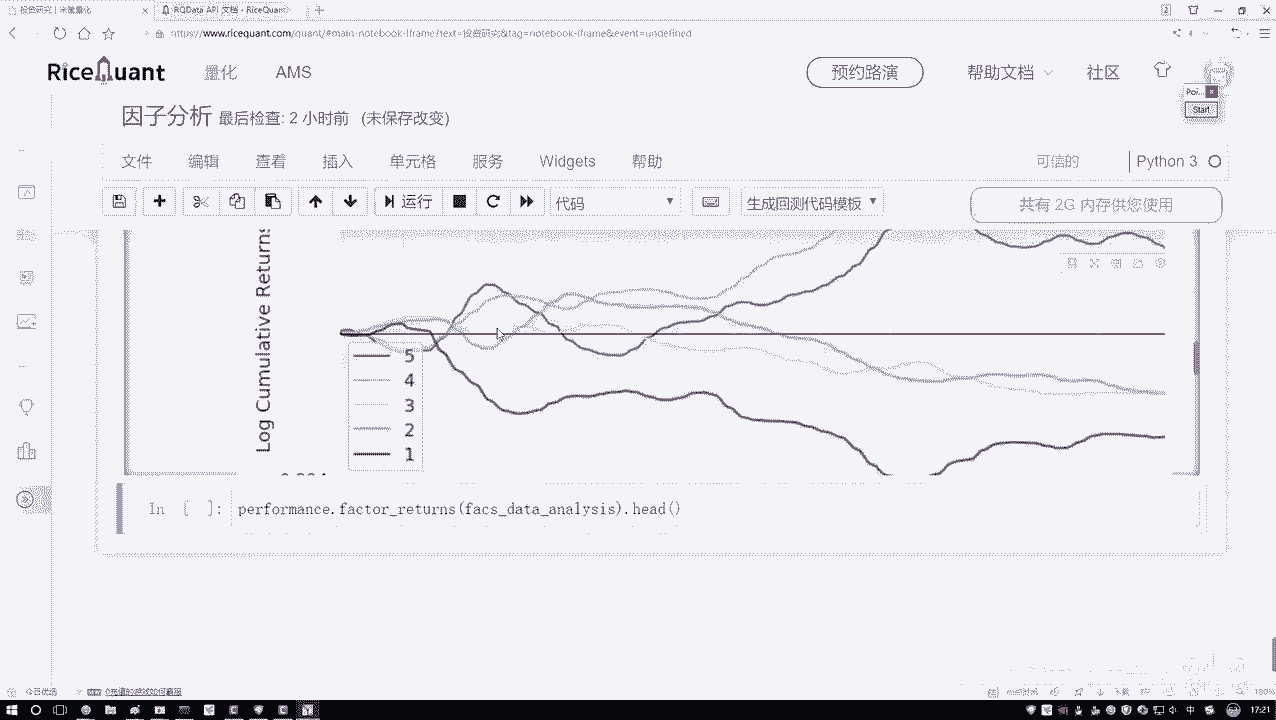 投资研究 | 米筐量化
RQData API 文档 - RiceQuant
https://www.ricequant.com/quant/#main-notebook-iframe?text=投资研究&tag=notebook-iframe&event=undefined
RiceQuant
量化
AMS
预约路演
帮助文档
社区
Poi...
Start
因子分析 最后检查: 2 小时前 (未保存改变)
文件
编辑
查看
插入
单元格
服务
Widgets
帮助
可信的
Python 3
运行
代码
生成回测代码模板
共有 2G 内存供您使用
Log Cumulative Returns
5
4
3
2
1
In [ ]: performance.factor_returns(facs_data_analysis).head()
今日优选
中
17:21